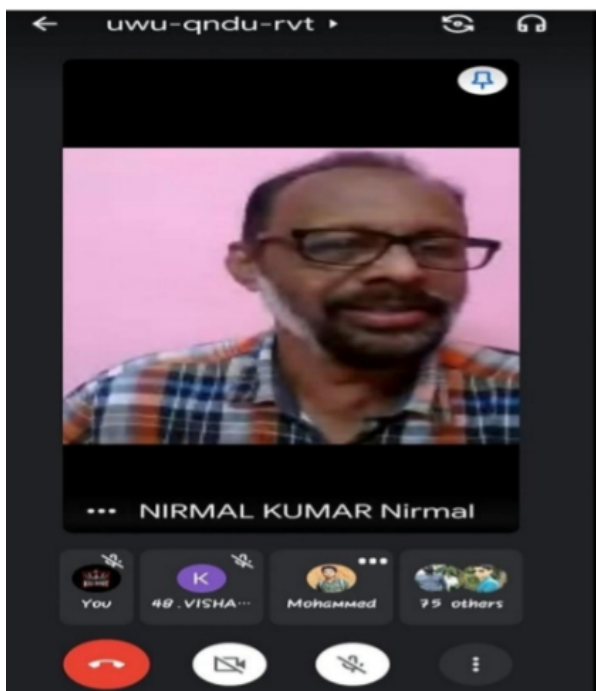 uwu-qndu-rvt
NIRMAL KUMAR Nirmal
K
You
48.VISHA...
Mohammed
75 others